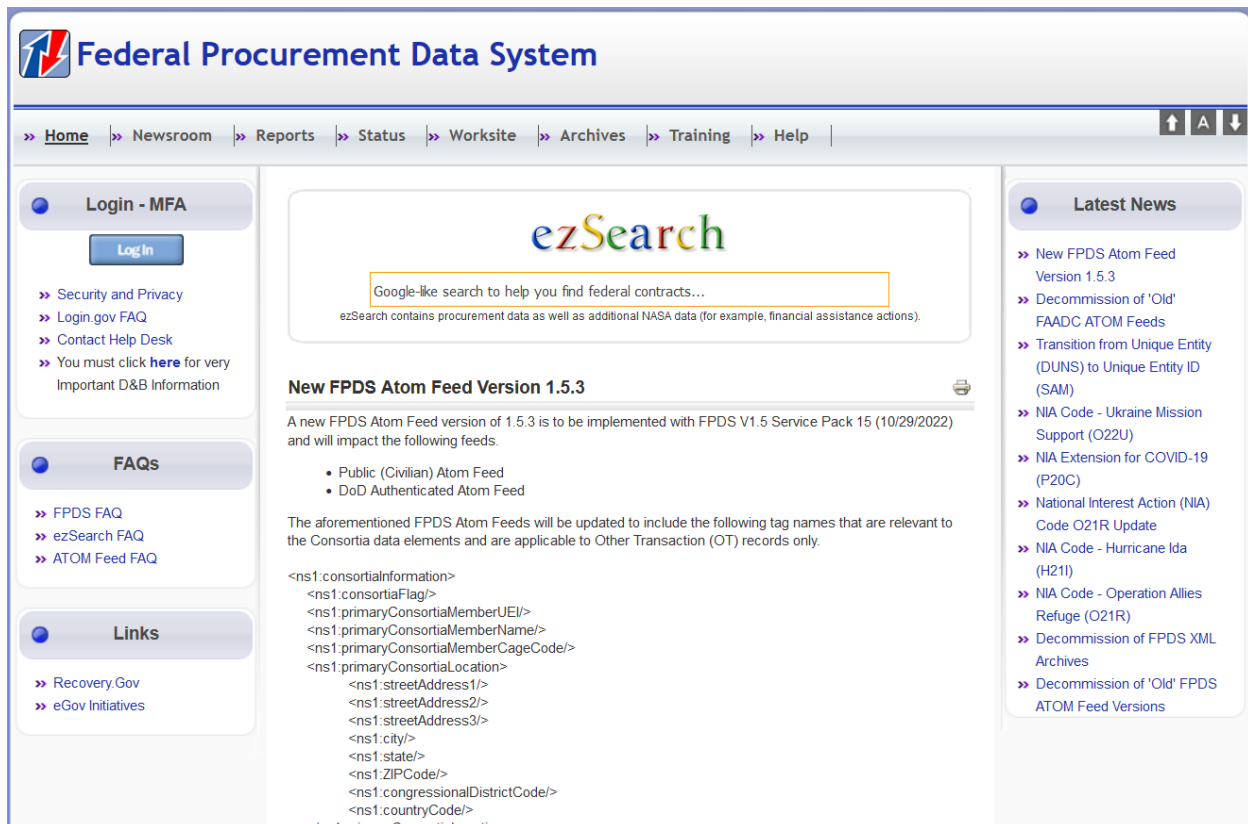 Federal Procurement Data System
» Home
» Newsroom
» Reports
» Status
» Worksite
» Archives
» Training
» Help
A
Login - MFA
Log In
» Security and Privacy
» Login.gov FAQ
» Contact Help Desk
» You must click here for very
Important D&B Information
FAQs
» FPDS FAQ
» ezSearch FAQ
» ATOM Feed FAQ
Links
» Recovery.Gov
» eGov Initiatives
ezSearch
Google-like search to help you find federal contracts...
ezSearch contains procurement data as well as additional NASA data (for example, financial assistance actions).
New FPDS Atom Feed Version 1.5.3
A new FPDS Atom Feed version of 1.5.3 is to be implemented with FPDS V1.5 Service Pack 15 (10/29/2022)
and will impact the following feeds.
• Public (Civilian) Atom Feed
• DoD Authenticated Atom Feed
The aforementioned FPDS Atom Feeds will be updated to include the following tag names that are relevant to
the Consortia data elements and are applicable to Other Transaction (OT) records only.
<ns1:consortiaInformation>
<ns1:consortiaFlag/>
<ns1:primaryConsortiaMemberUEI/>
<ns1:primaryConsortiaMemberName/>
<ns1:primaryConsortiaMemberCageCode/>
<ns1:primaryConsortiaLocation>
<ns1:streetAddress1/>
<ns1:streetAddress2/>
<ns1:streetAddress3/>
<ns1:city/>
<ns1:state/>
<ns1:ZIPCode/>
<ns1:congressionalDistrictCode/>
<ns1:countryCode/>
Latest News
» New FPDS Atom Feed
Version 1.5.3
» Decommission of 'Old'
FAADC ATOM Feeds
» Transition from Unique Entity
(DUNS) to Unique Entity ID
(SAM)
» NIA Code - Ukraine Mission
Support (O22U)
» NIA Extension for COVID-19
(P20C)
» National Interest Action (NIA)
Code O21R Update
» NIA Code - Hurricane Ida
(H21I)
» NIA Code - Operation Allies
Refuge (O21R)
» Decommission of FPDS XML
Archives
» Decommission of 'Old' FPDS
ATOM Feed Versions